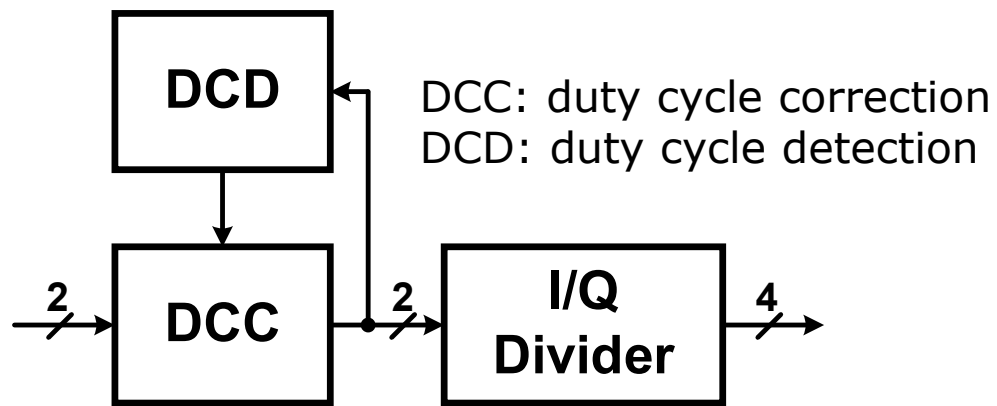 DCD
DCC: duty cycle correction
DCD: duty cycle detection
2
DCC
2
I/Q
Divider
4